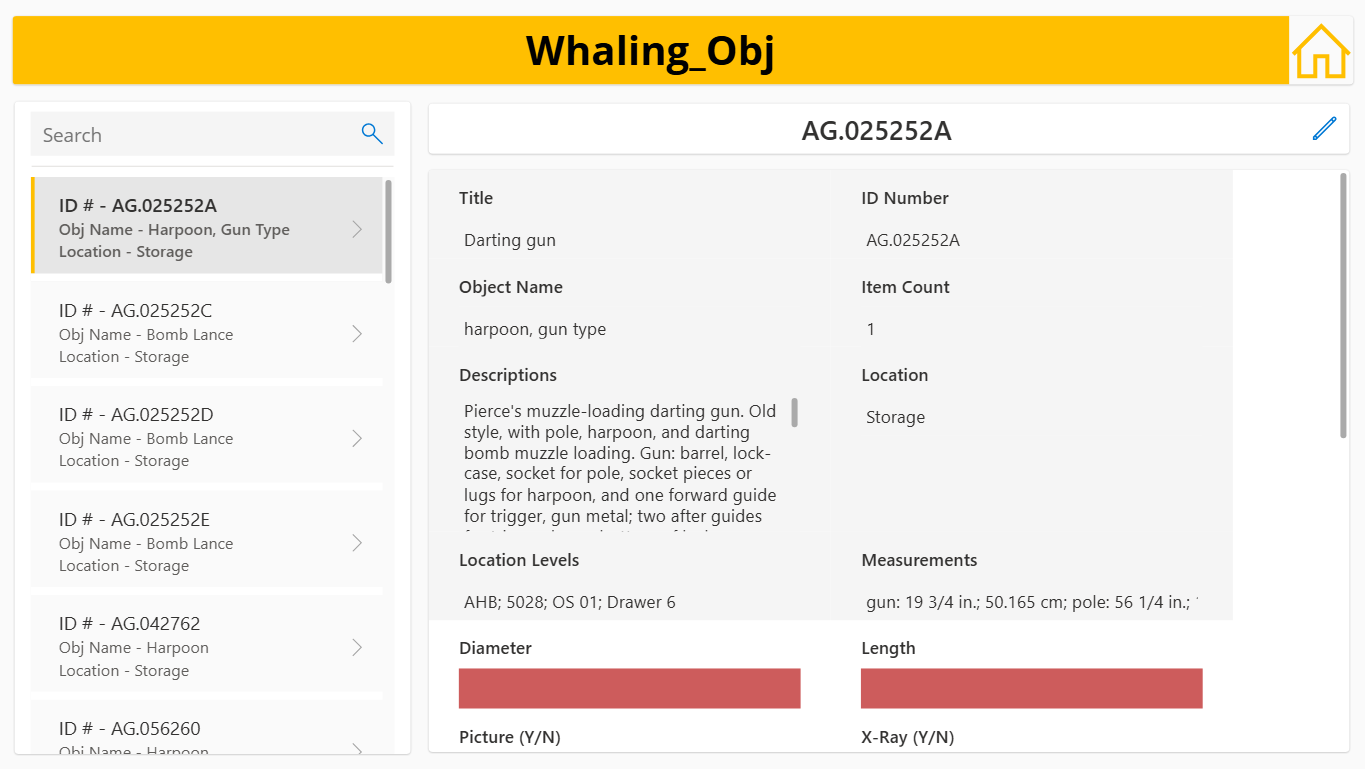 Whaling_Obj
Search
ID # - AG.025252A
Obj Name - Harpoon, Gun Type
Location - Storage
ID # - AG.025252C
Obj Name - Bomb Lance
Location - Storage
ID # - AG.025252D
Obj Name - Bomb Lance
Location - Storage
ID # - AG.025252E
Obj Name - Bomb Lance
Location - Storage
ID # - AG.042762
Obj Name - Harpoon
Location - Storage
ID # - AG.056260
Obj Name - Harpoon
AG.025252A
Title
Darting gun
ID Number
AG.025252A
Object Name
harpoon, gun type
Item Count
1
Descriptions
Pierce's muzzle-loading darting gun. Old
style, with pole, harpoon, and darting
bomb muzzle loading. Gun: barrel, lock-
case, socket for pole, socket pieces or
lugs for harpoon, and one forward guide
for trigger, gun metal; two after guides
Location
Storage
Location Levels
AHB; 5028; OS 01; Drawer 6
Measurements
gun: 19 3/4 in.; 50.165 cm; pole: 56 1/4 in.;
Diameter
Length
Picture (Y/N)
X-Ray (Y/N)